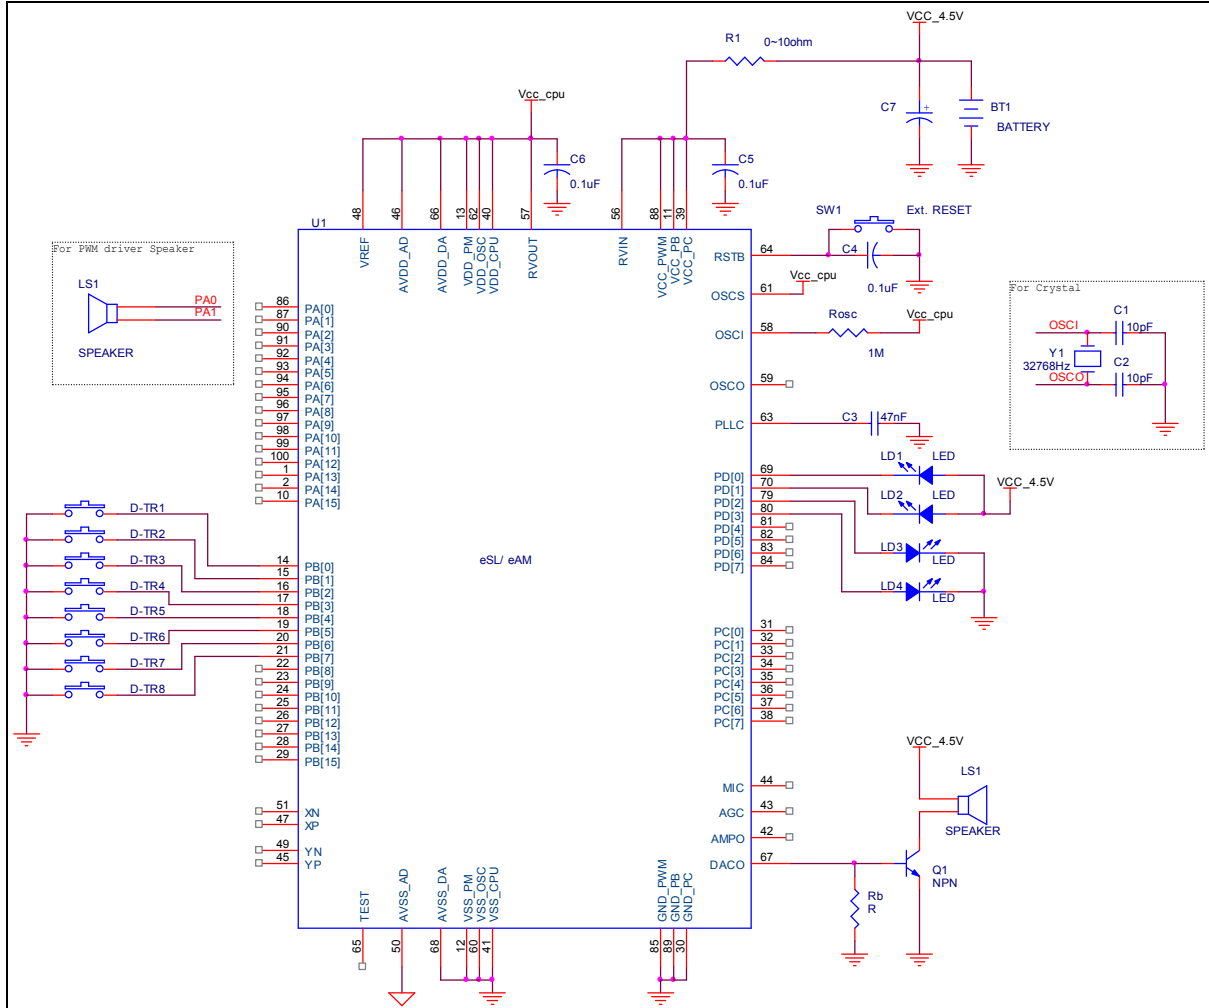 VCC_4.5V
R1
0~10ohm
C7
+
BT1
BATTERY
Vcc_cpu
C6
0.1uF
C5
0.1uF
48
46
66
13
62
40
57
56
88
11
39
U1
VREF
AVDD_AD
AVDD_DA
VDD_PM
VDD_OSC
VDD_CPU
RVOUT
RVIN
VCC_PWM
VCC_PB
VCC_PC
SW1
Ext. RESET
C4
0.1uF
RSTB 64
Vcc_cpu
OSCS 61
OSCI 58
Rosc
1M
Vcc_cpu
OSCO 59
PLLC 63
C3
47nF
For PWM driver Speaker
LS1
PA0
PA1
SPEAKER
For Crystal
OSCI
C1
10pF
Y1
32768Hz
C2
OSCO
10pF
86 PA[0]
87 PA[1]
90 PA[2]
91 PA[3]
92 PA[4]
93 PA[5]
94 PA[6]
95 PA[7]
96 PA[8]
97 PA[9]
98 PA[10]
99 PA[11]
100 PA[12]
1 PA[13]
2 PA[14]
10 PA[15]
D-TR1
D-TR2
D-TR3
D-TR4
D-TR5
D-TR6
D-TR7
D-TR8
14 PB[0]
15 PB[1]
16 PB[2]
17 PB[3]
18 PB[4]
19 PB[5]
20 PB[6]
21 PB[7]
22 PB[8]
23 PB[9]
24 PB[10]
25 PB[11]
26 PB[12]
27 PB[13]
28 PB[14]
29 PB[15]
eSL/ eAM
PD[0] 69
PD[1] 70
PD[2] 79
PD[3] 80
PD[4] 81
PD[5] 82
PD[6] 83
PD[7] 84
LD1
LED
LD2
LED
VCC_4.5V
LD3
LED
LD4
LED
PC[0] 31
PC[1] 32
PC[2] 33
PC[3] 34
PC[4] 35
PC[5] 36
PC[6] 37
PC[7] 38
51 XN
47 XP
49 YN
45 YP
MIC 44
AGC 43
AMPO 42
DACO 67
VCC_4.5V
LS1
SPEAKER
Q1
NPN
Rb
R
TEST
AVSS_AD
AVSS_DA
VSS_PM
VSS_OSC
VSS_CPU
GND_PWM
GND_PB
GND_PC
65
50
68
12
60
41
85
89
30